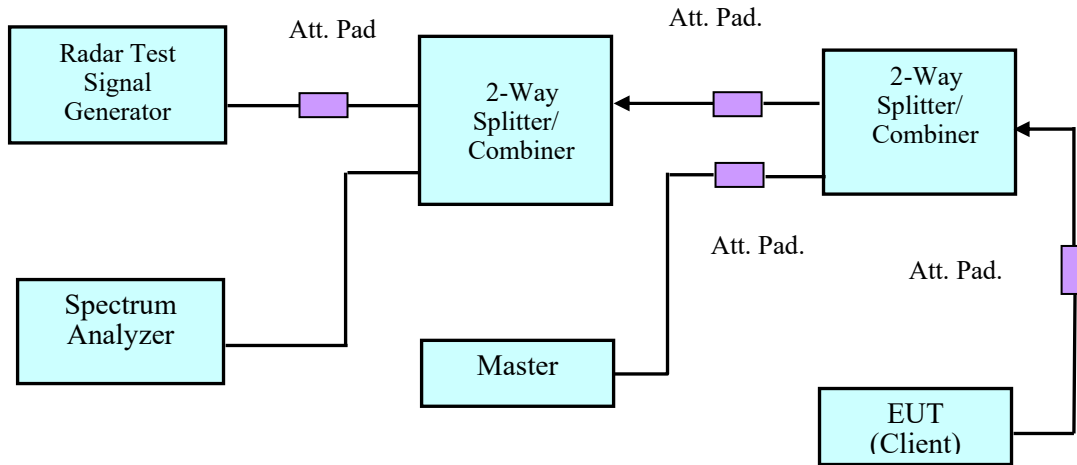 Att. Pad
Att. Pad.
Radar Test
Signal
Generator
2-Way
Splitter/
Combiner
2-Way
Splitter/
Combiner
Att. Pad.
Att. Pad.
Spectrum
Analyzer
Master
EUT
(Client)